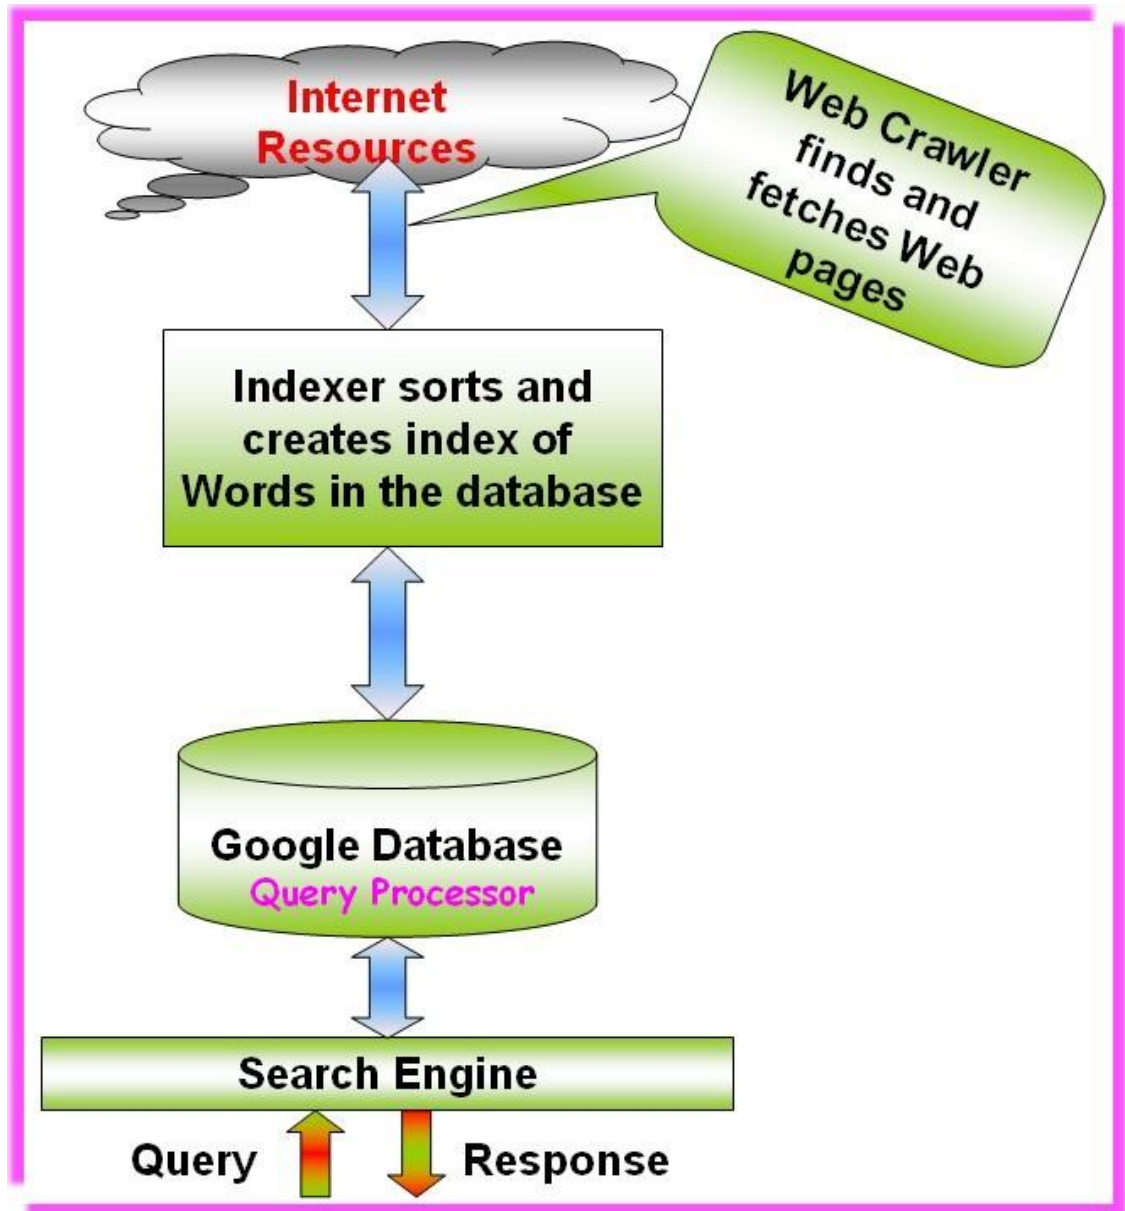 Internet
Resources
Web Crawler
finds and
fetches Web
pages
Indexer sorts and
creates index of
Words in the database
Google Database
Query Processor
Search Engine
Query
Response